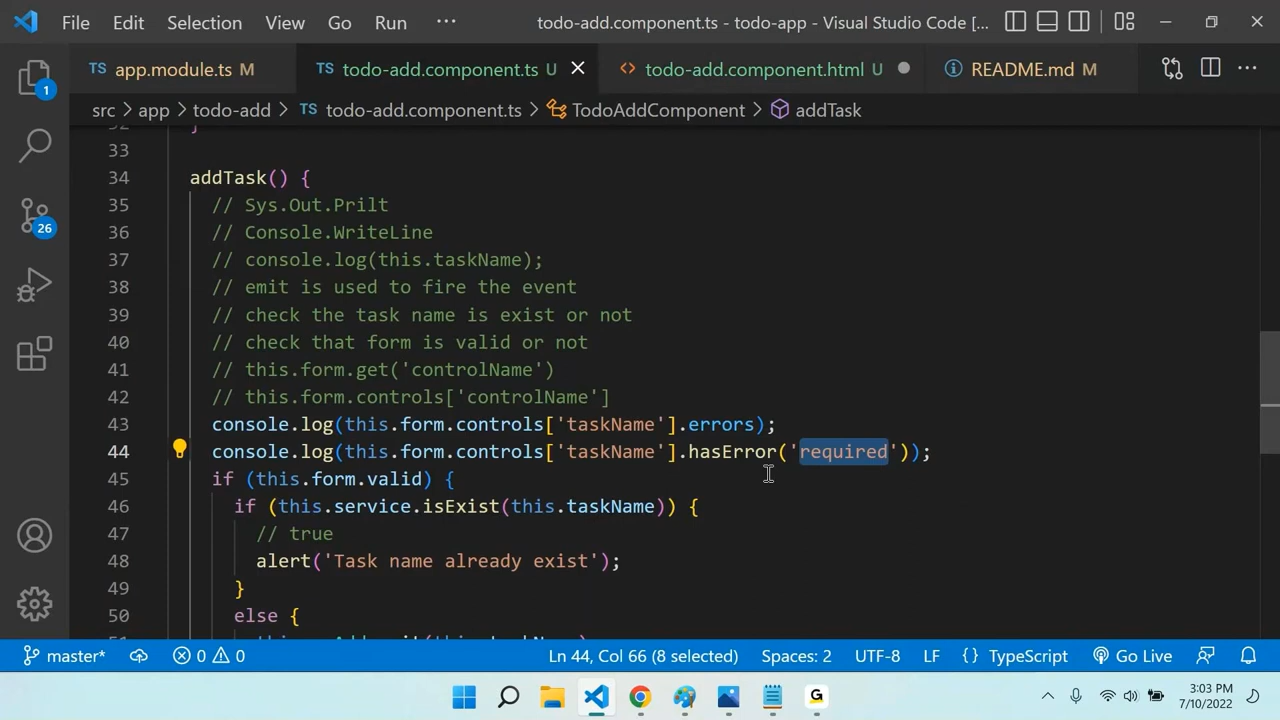 File Edit Selection View Go Run ··· todo-add.component.ts - todo-app - Visual Studio Code [...
TS app.module.ts M TS todo-add.component.ts U <> todo-add.component.html U README.md M ···
src > app > todo-add > TS todo-add.component.ts > TodoAddComponent > addTask
1
26
32 }
33
34 addTask() {
35 // Sys.Out.Prilt
36 // Console.WriteLine
37 // console.log(this.taskName);
38 // emit is used to fire the event
39 // check the task name is exist or not
40 // check that form is valid or not
41 // this.form.get('controlName')
42 // this.form.controls['controlName']
43 console.log(this.form.controls['taskName'].errors);
44 console.log(this.form.controls['taskName'].hasError('required'));
45 if (this.form.valid) {
46 if (this.service.isExist(this.taskName)) {
47 // true
48 alert('Task name already exist');
49 }
50 else {
master* 0 0 Ln 44, Col 66 (8 selected) Spaces: 2 UTF-8 LF {} TypeScript Go Live
G 3:03 PM
7/10/2022